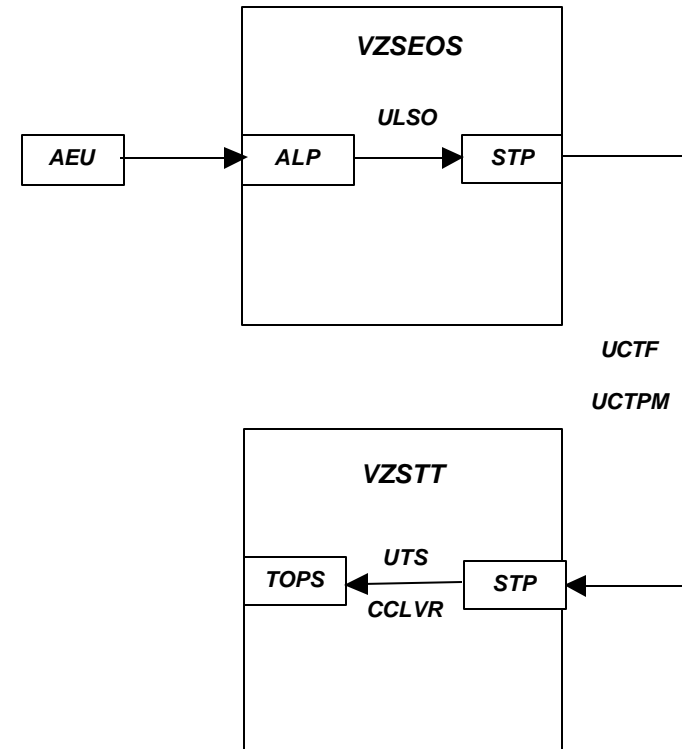 VZSEOS
ULSO
AEU
ALP
STP
UCTF
UCTPM
VZSTT
UTS
TOPS
STP
CCLVR